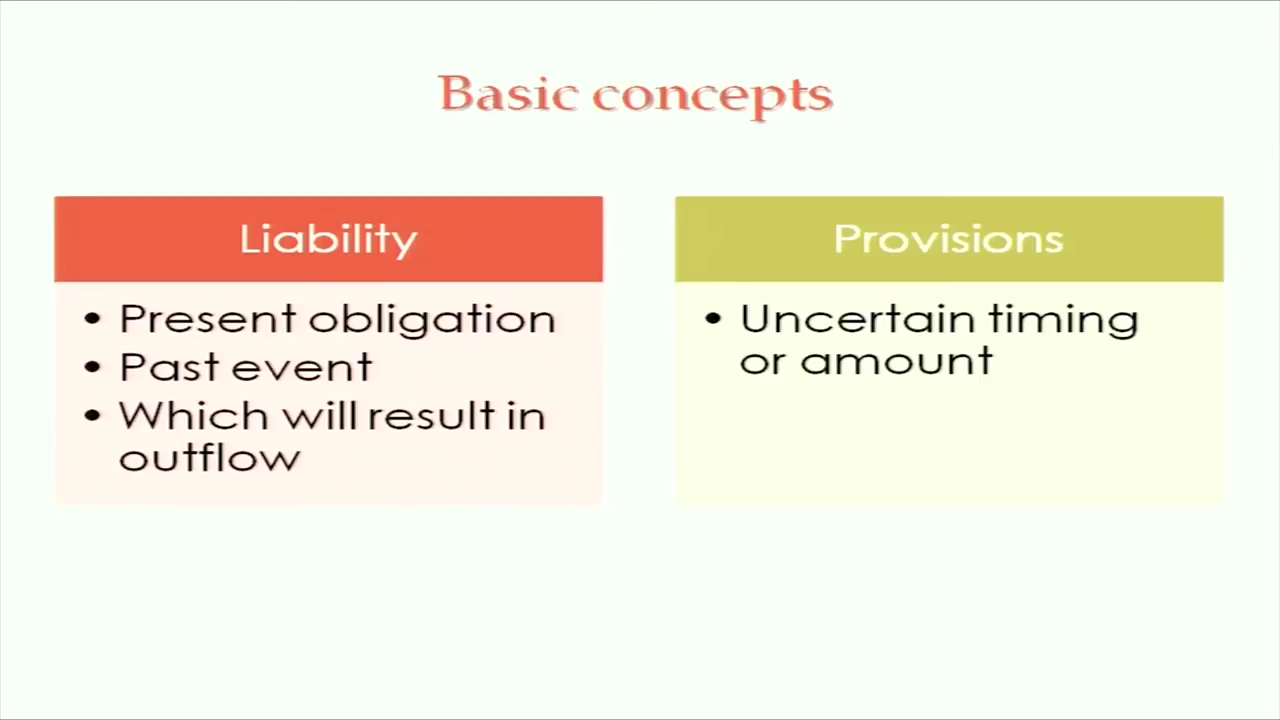 Basic concepts
Liability
• Present obligation
• Past event
• Which will result in
outflow
Provisions
• Uncertain timing
or amount